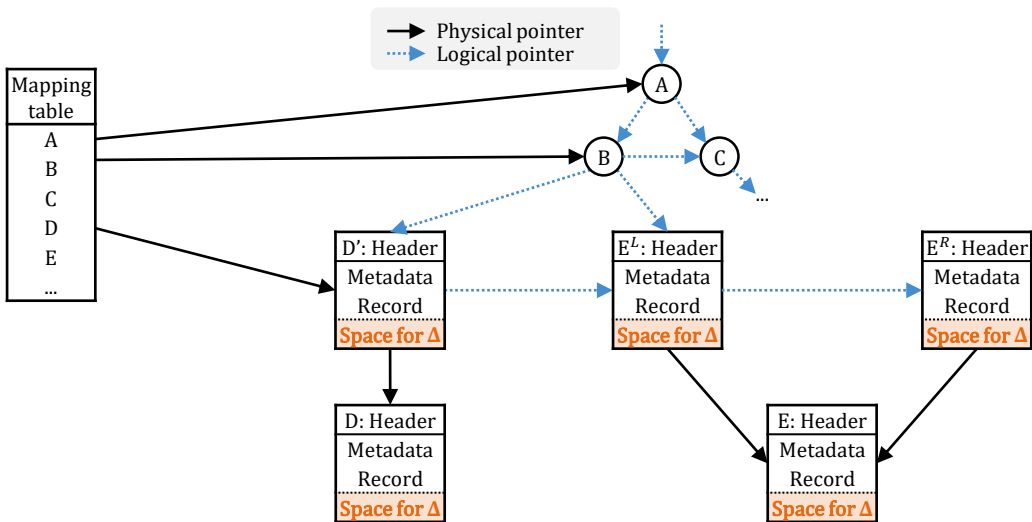 Physical pointer
Logical pointer
Mapping
table
A
B
C
D
E
...
A
B
C
...
D’: Header
Metadata
Record
Space for Δ
E^L: Header
Metadata
Record
Space for Δ
E^R: Header
Metadata
Record
Space for Δ
D: Header
Metadata
Record
Space for Δ
E: Header
Metadata
Record
Space for Δ